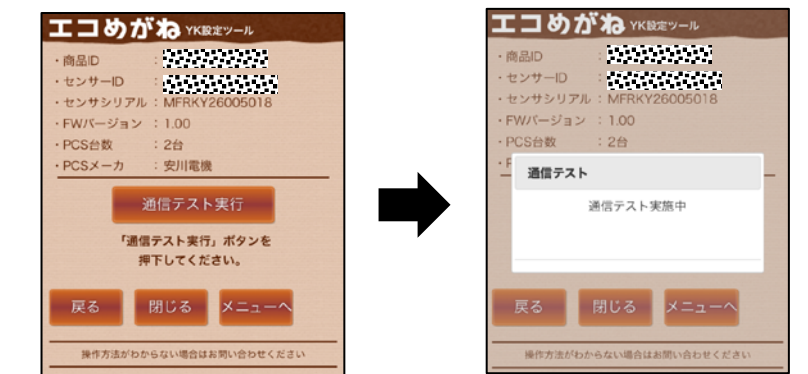 エコめがね YK設定ツール
・商品ID :
・センサーID :
・センサシリアル : MFRKY26005018
・FWバージョン : 1.00
・PCS台数 : 2台
・PCSメーカ : 安川電機
通信テスト実行
「通信テスト実行」ボタンを
押下してください。
戻る 閉じる メニューへ
操作方法がわからない場合はお問い合わせください
エコめがね YK設定ツール
・商品ID :
・センサーID :
・センサシリアル : MFRKY26005018
・FWバージョン : 1.00
・PCS台数 : 2台
通信テスト
通信テスト実施中
戻る 閉じる メニューへ
操作方法がわからない場合はお問い合わせください